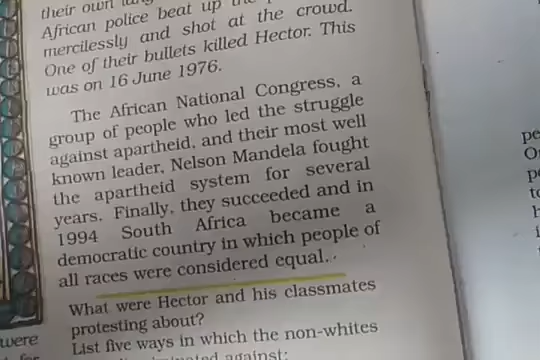 their own
African police beat up the
mercilessly and shot at the crowd.
One of their bullets killed Hector. This
was on 16 June 1976.
The African National Congress, a
group of people who led the struggle
against apartheid, and their most well
known leader, Nelson Mandela fought
the apartheid system for several
years. Finally, they succeeded and in
1994 South Africa became a
democratic country in which people of
all races were considered equal.
What were Hector and his classmates
protesting about?
List five ways in which the non-whites
against:
were
for
pe